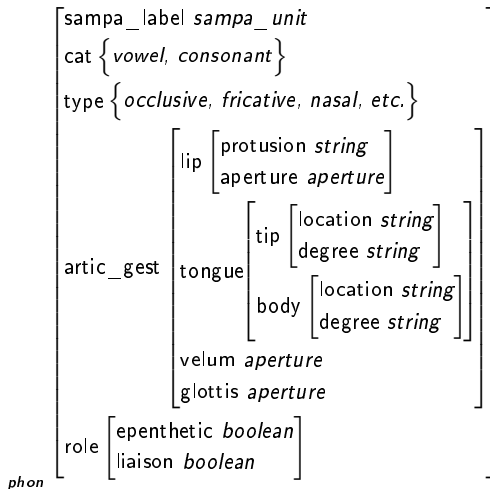 sampa_label sampa_unit
cat {vowel, consonant}
type {occlusive, fricative, nasal, etc.}
artic_gest
lip
protusion string
aperture aperture
tongue
tip
location string
degree string
body
location string
degree string
velum aperture
glottis aperture
role
epenthetic boolean
liaison boolean
phon